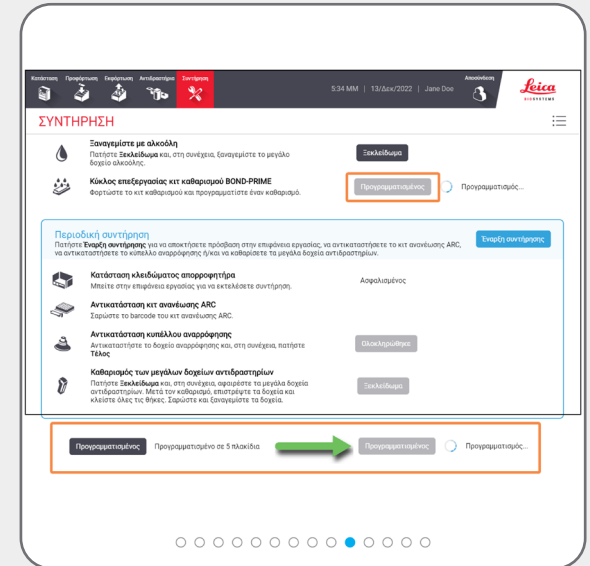 Κατάσταση Προφόρτωση Εκφόρτωση Αντιδραστήρια Συντήρηση
5:34 ΜΜ | 13/Δεκ/2022 | Jane Doe
Αποσύνδεση
Leica
BIOSYSTEMS
ΣΥΝΤΗΡΗΣΗ
Ξαναγεμίστε με αλκοόλη
Πατήστε Ξεκλείδωμα και, στη συνέχεια, ξαναγεμίστε το μεγάλο
δοχείο αλκοόλης.
Ξεκλείδωμα
Κύκλος επεξεργασίας κιτ καθαρισμού BOND-PRIME
Φορτώστε το κιτ καθαρισμού και προγραμματίστε έναν καθαρισμό.
Προγραμματισμένος Προγραμματισμός...
Περιοδική συντήρηση
Πατήστε Έναρξη συντήρησης για να αποκτήσετε πρόσβαση στην επιφάνεια εργασίας, να αντικαταστήσετε το κιτ ανανέωσης ARC,
να αντικαταστήσετε το κύπελλο αναρρόφησης ή/και να καθαρίσετε τα μεγάλα δοχεία αντιδραστηρίων.
Έναρξη συντήρησης
Κατάσταση κλειδώματος απορροφητήρα
Μπείτε στην επιφάνεια εργασίας για να εκτελέσετε συντήρηση.
Ασφαλισμένος
Αντικατάσταση κιτ ανανέωσης ARC
Σαρώστε το barcode του κιτ ανανέωσης ARC.
Αντικατάσταση κυπέλλου αναρρόφησης
Αντικαταστήστε το δοχείο αναρρόφησης και, στη συνέχεια, πατήστε
Τέλος
Ολοκληρώθηκε
Καθαρισμός των μεγάλων δοχείων αντιδραστηρίων
Πατήστε Ξεκλείδωμα και, στη συνέχεια, αφαιρέστε τα μεγάλα δοχεία
αντιδραστηρίων. Μετά τον καθαρισμό, επιστρέψτε τα δοχεία και
κλείστε όλες τις θήκες. Σαρώστε και ξαναγεμίστε τα δοχεία.
Ξεκλείδωμα
Προγραμματισμένος Προγραμματισμένο σε 5 πλακίδια Προγραμματισμένος Προγραμματισμός...